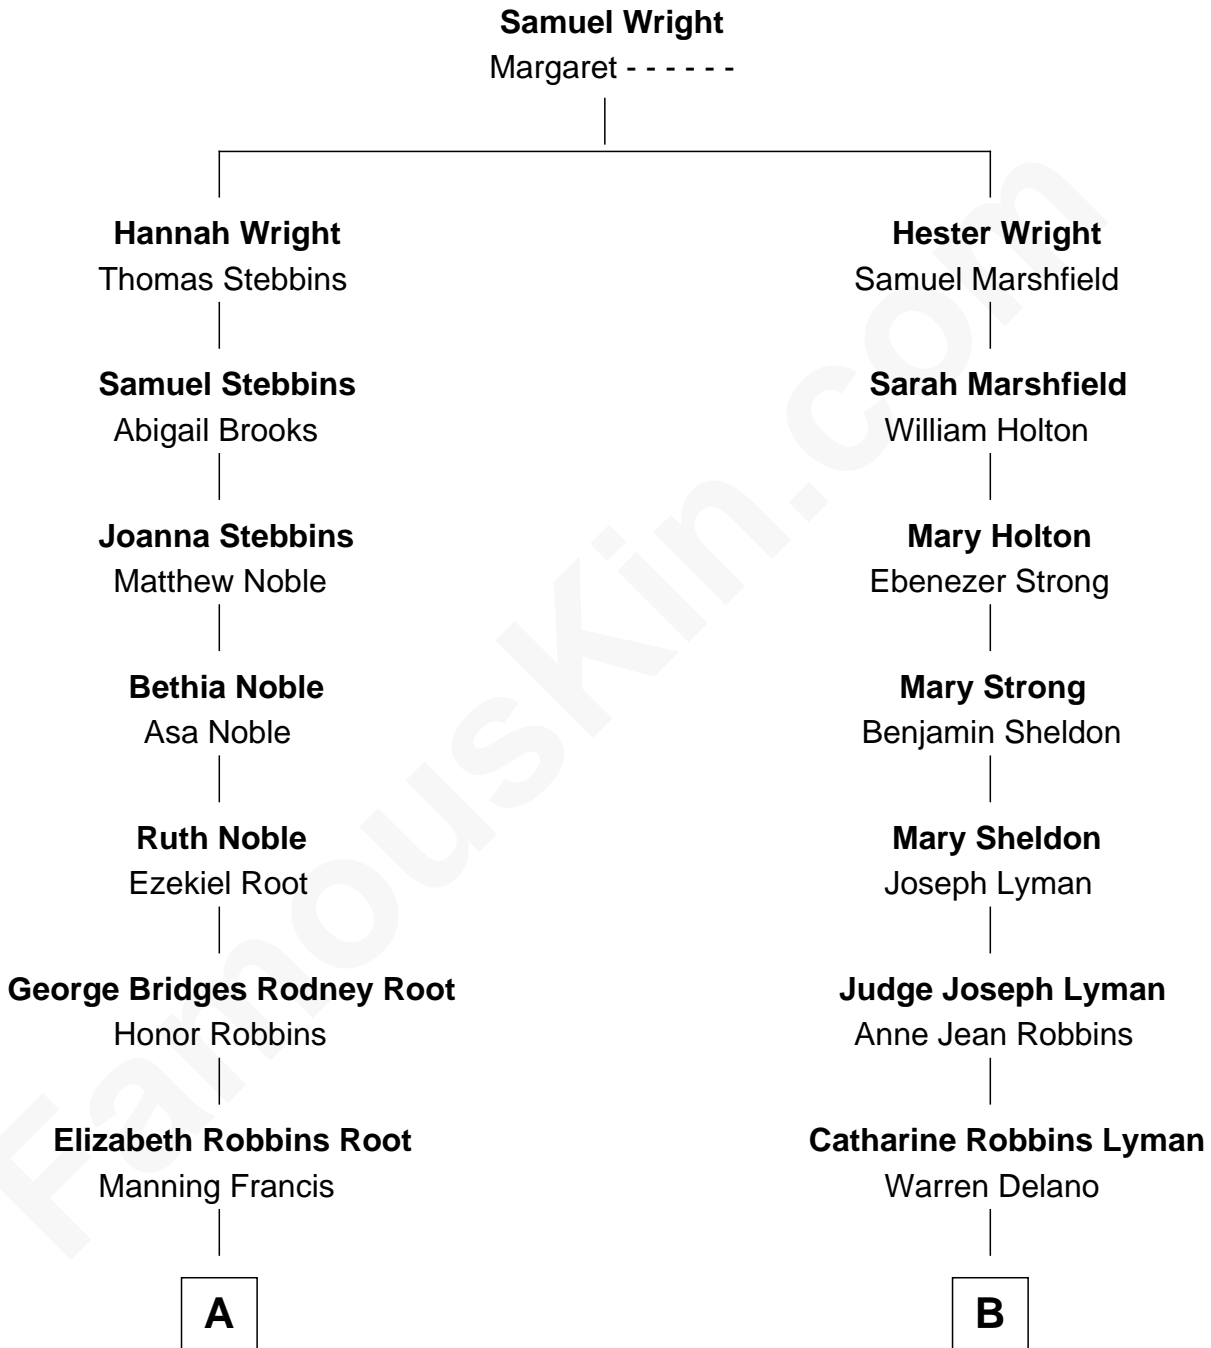 Samuel Wright
Margaret - - - - - -
Hannah Wright
Thomas Stebbins
Samuel Stebbins
Abigail Brooks
Joanna Stebbins
Matthew Noble
Bethia Noble
Asa Noble
Ruth Noble
Ezekiel Root
George Bridges Rodney Root
Honor Robbins
Elizabeth Robbins Root
Manning Francis
A
Hester Wright
Samuel Marshfield
Sarah Marshfield
William Holton
Mary Holton
Ebenezer Strong
Mary Strong
Benjamin Sheldon
Mary Sheldon
Joseph Lyman
Judge Joseph Lyman
Anne Jean Robbins
Catharine Robbins Lyman
Warren Delano
B
FamousKin.com